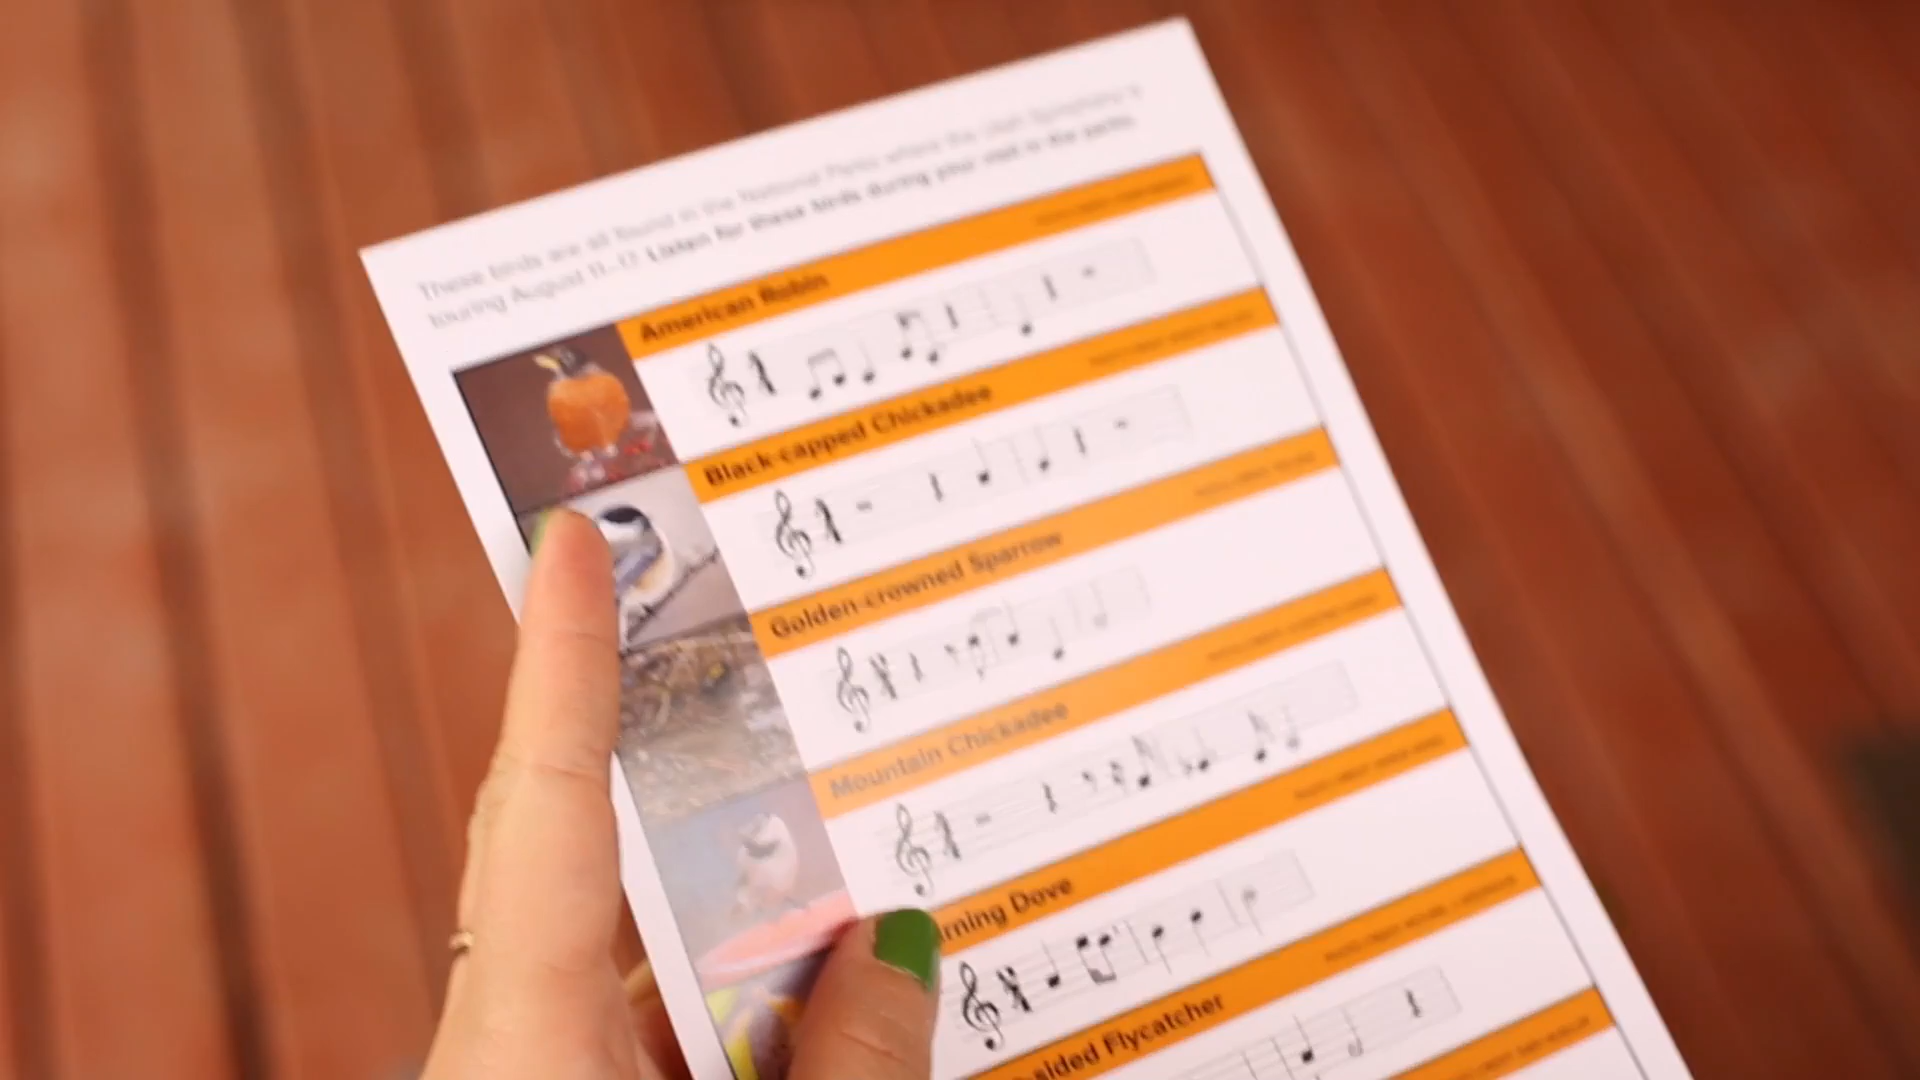 These birds are all found in the National Parks where the Utah Symphony is
touring August 11–17. Listen for these birds during your visit to the parks.
American Robin
Black-capped Chickadee
Golden-crowned Sparrow
Mountain Chickadee
rning Dove
-sided Flycatcher